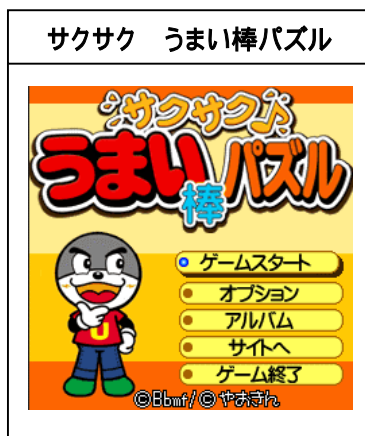 サクサク　うまい棒パズル
サクサク
うまい棒パズル
ゲームスタート
オプション
アルバム
サイトへ
ゲーム終了
U
©Bbmf/©やおきん